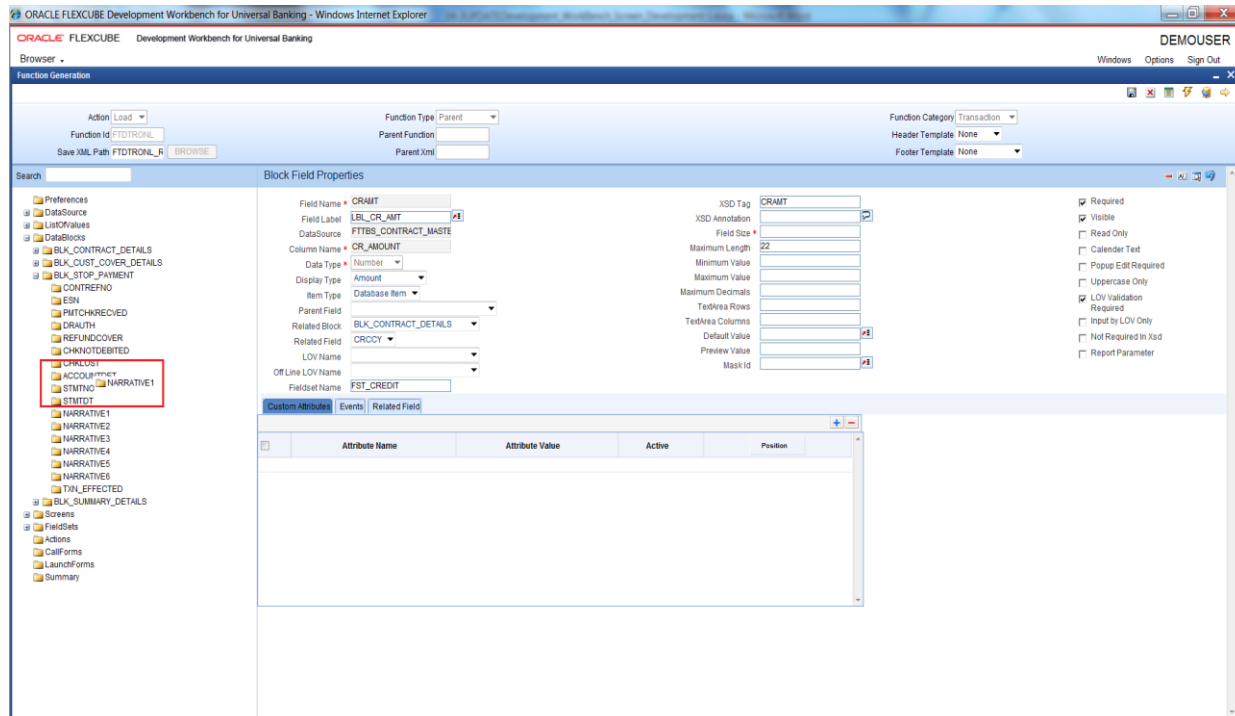 ORACLE FLEXCUBE Development Workbench for Universal Banking - Windows Internet Explorer
ORACLE FLEXCUBE Development Workbench for Universal Banking
DEMOUSER
Browser
Windows Options Sign Out
Function Generation
Action Load
Function Type Parent
Function Category Transaction
Function Id FTDTRONL
Parent Function
Header Template None
Save XML Path FTDTRONL_R BROWSE
Parent Xml
Footer Template None
Search
Preferences
DataSource
ListOfValues
DataBlocks
BLK_CONTRACT_DETAILS
BLK_CUST_COVER_DETAILS
BLK_STOP_PAYMENT
CONTREFNO
ESN
PMTCHKRECVED
DRAUTH
REFUNDCOVER
CHKNOTDEBITED
CHKLOST
ACCOUNTDET
STMTNO
NARRATIVE1
STMTDT
NARRATIVE1
NARRATIVE2
NARRATIVE3
NARRATIVE4
NARRATIVE5
NARRATIVE6
TXN_EFFECTED
BLK_SUMMARY_DETAILS
Screens
FieldSets
Actions
CallForms
LaunchForms
Summary
Block Field Properties
Field Name * CRAMT
Field Label LBL_CR_AMT
DataSource FTTBS_CONTRACT_MASTE
Column Name * CR_AMOUNT
Data Type * Number
Display Type Amount
Item Type Database Item
Parent Field
Related Block BLK_CONTRACT_DETAILS
Related Field CRCCY
LOV Name
Off Line LOV Name
Fieldset Name FST_CREDIT
XSD Tag CRAMT
XSD Annotation
Field Size *
Maximum Length 22
Minimum Value
Maximum Value
Maximum Decimals
TextArea Rows
TextArea Columns
Default Value
Preview Value
Mask Id
Required
Visible
Read Only
Calender Text
Popup Edit Required
Uppercase Only
LOV Validation
Required
Input by LOV Only
Not Required In Xsd
Report Parameter
Custom Attributes Events Related Field
Attribute Name Attribute Value Active Position